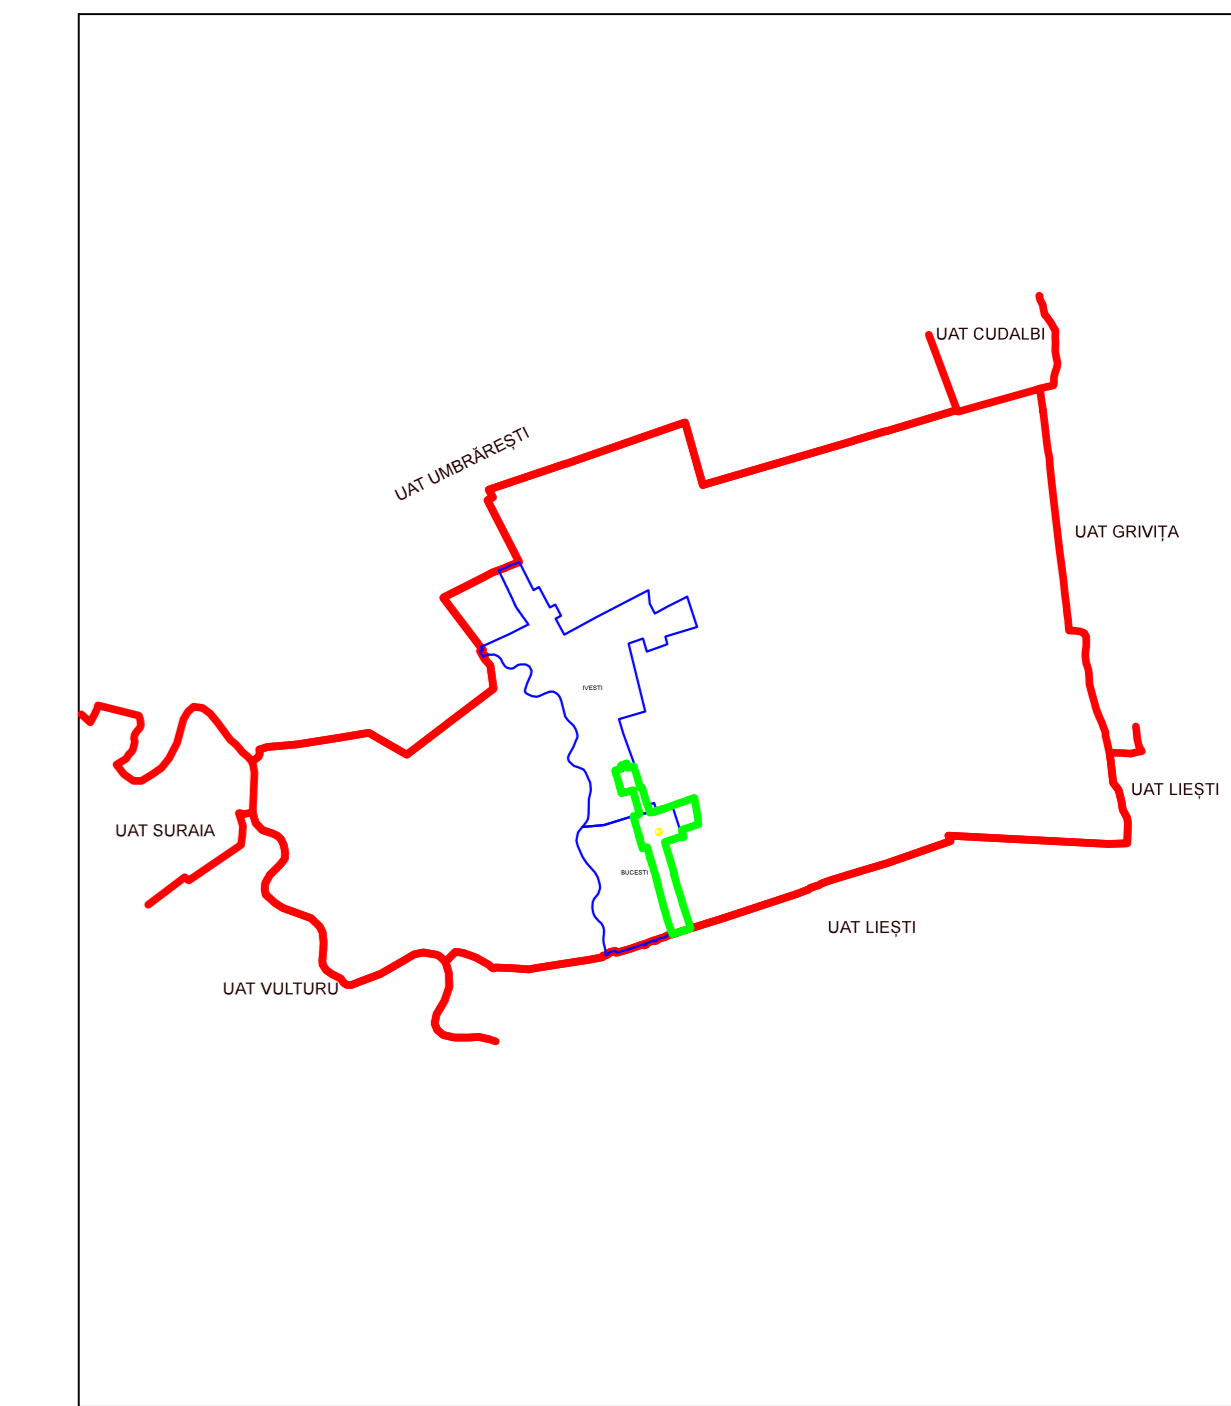 UAT CUDALBI
UAT UMBRĂREȘTI
UAT GRIVIȚA
IVESTI
UAT LIEȘTI
UAT SURAIA
BUCESTI
UAT LIEȘTI
UAT VULTURU